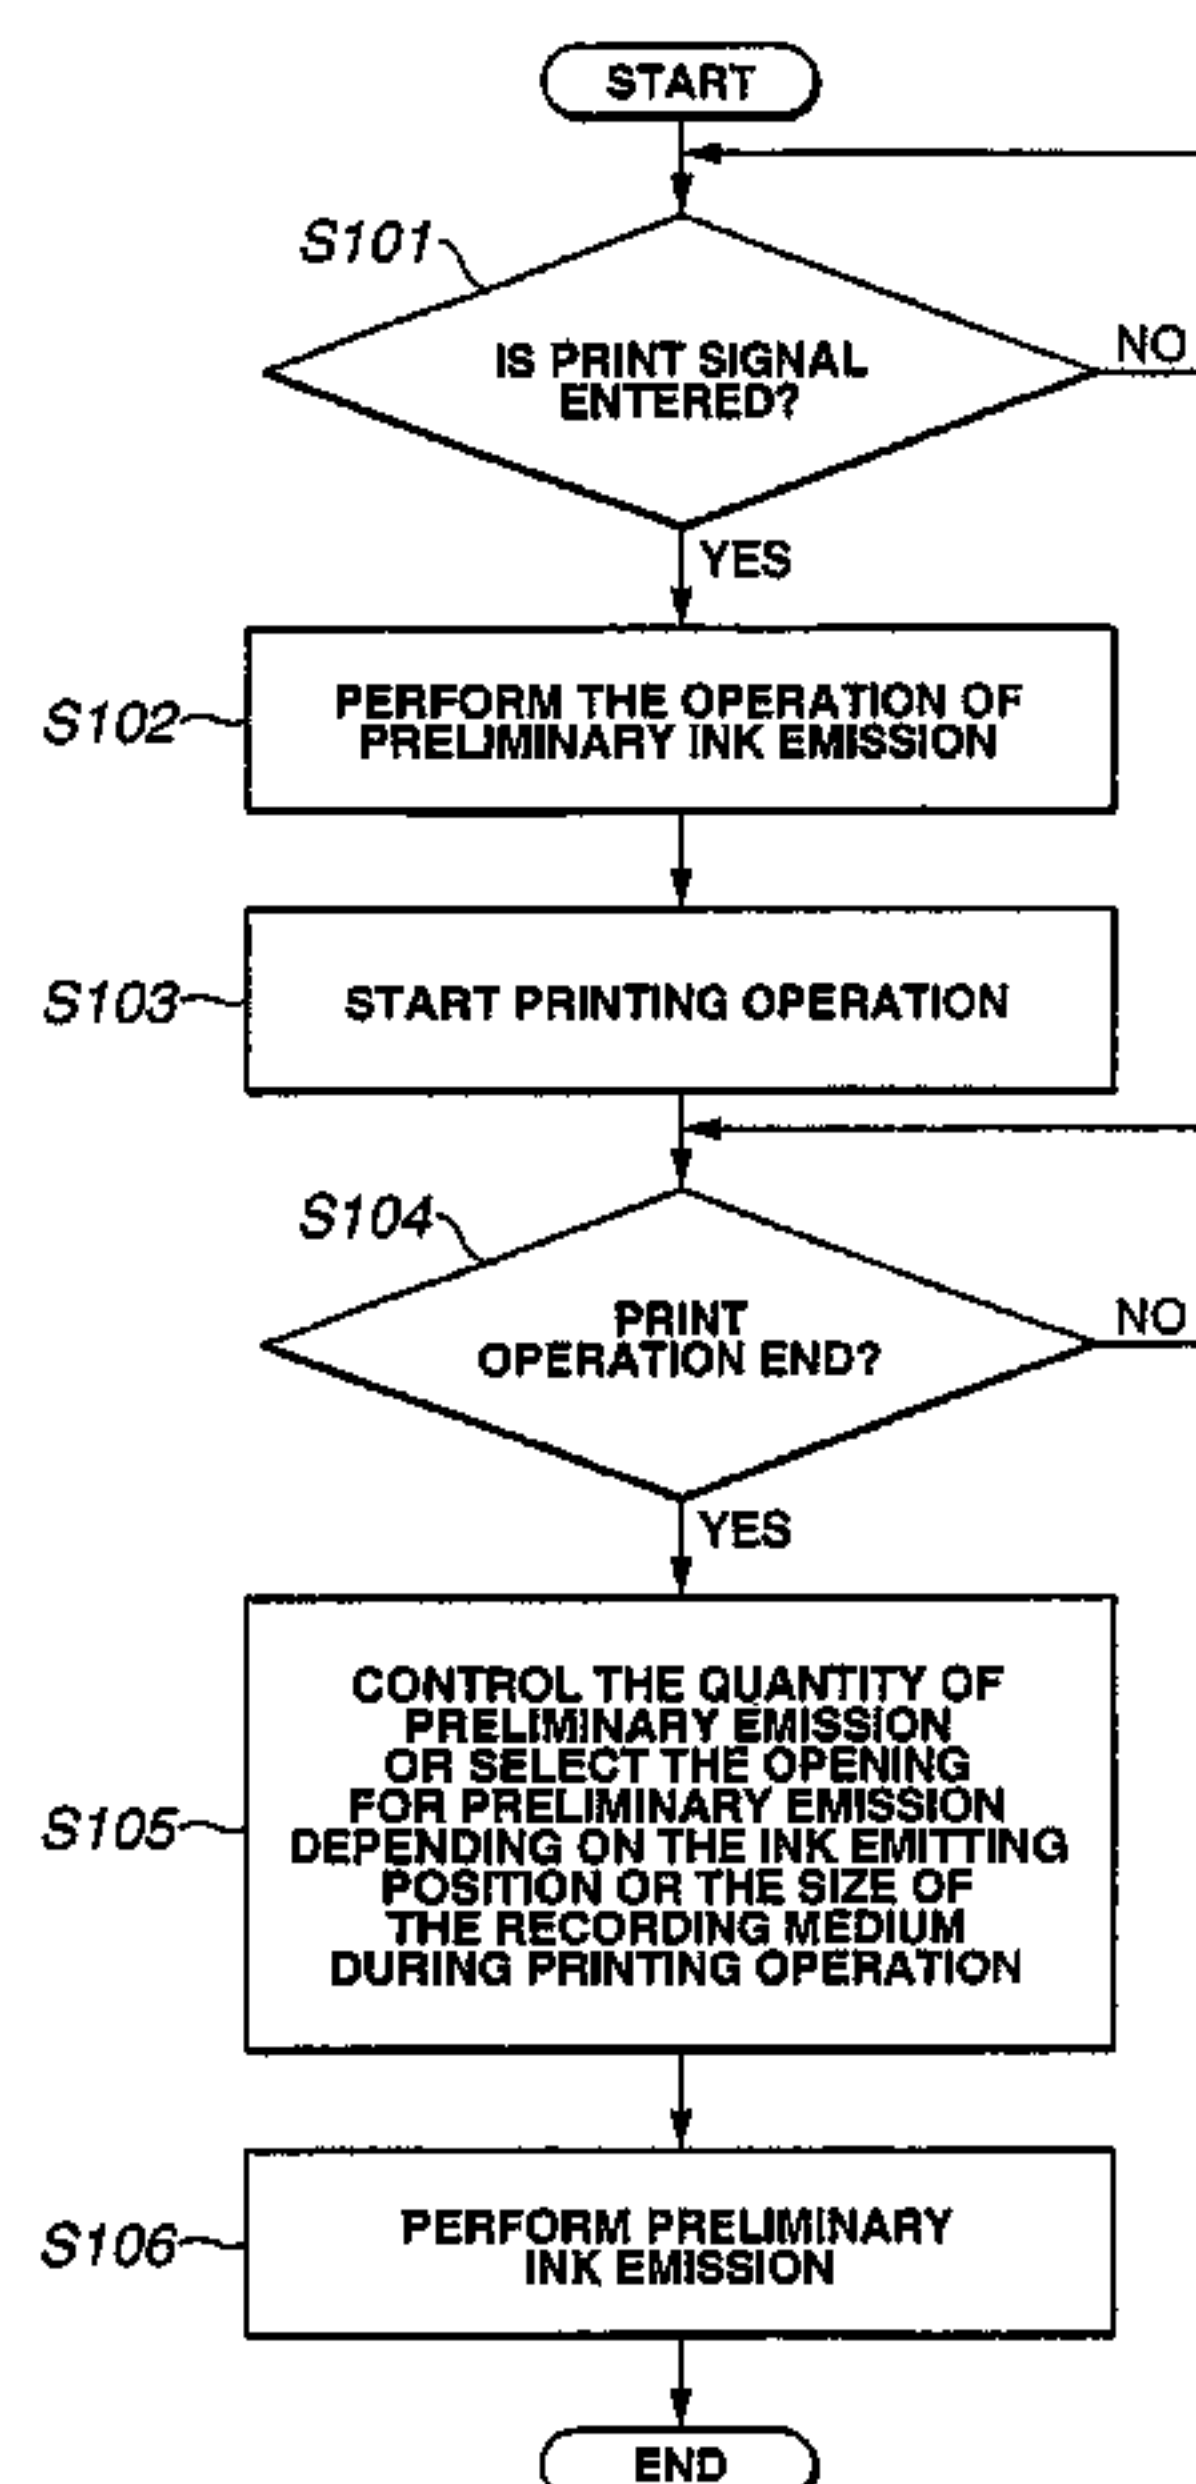 START
S101
IS PRINT SIGNAL
ENTERED?
NO
YES
S102
PERFORM THE OPERATION OF
PRELIMINARY INK EMISSION
S103
START PRINTING OPERATION
S104
PRINT
OPERATION END?
NO
YES
S105
CONTROL THE QUANTITY OF
PRELIMINARY EMISSION
OR SELECT THE OPENING
FOR PRELIMINARY EMISSION
DEPENDING ON THE INK EMITTING
POSITION OR THE SIZE OF
THE RECORDING MEDIUM
DURING PRINTING OPERATION
S106
PERFORM PRELIMINARY
INK EMISSION
END